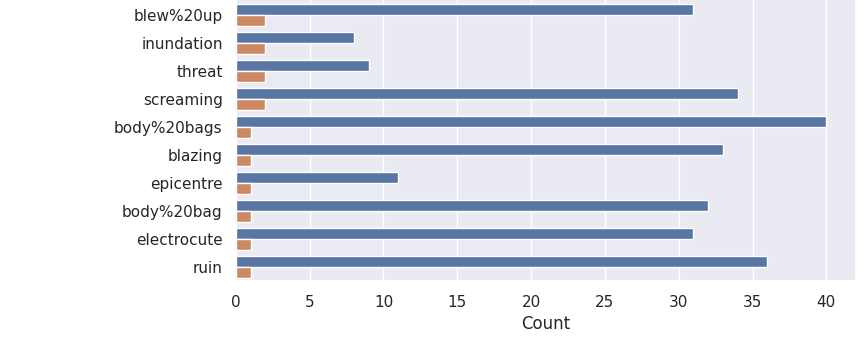 blew%20up
inundation
threat
screaming
body%20bags
blazing
epicentre
body%20bag
electrocute
ruin
0 5 10 15 20 25 30 35 40
Count